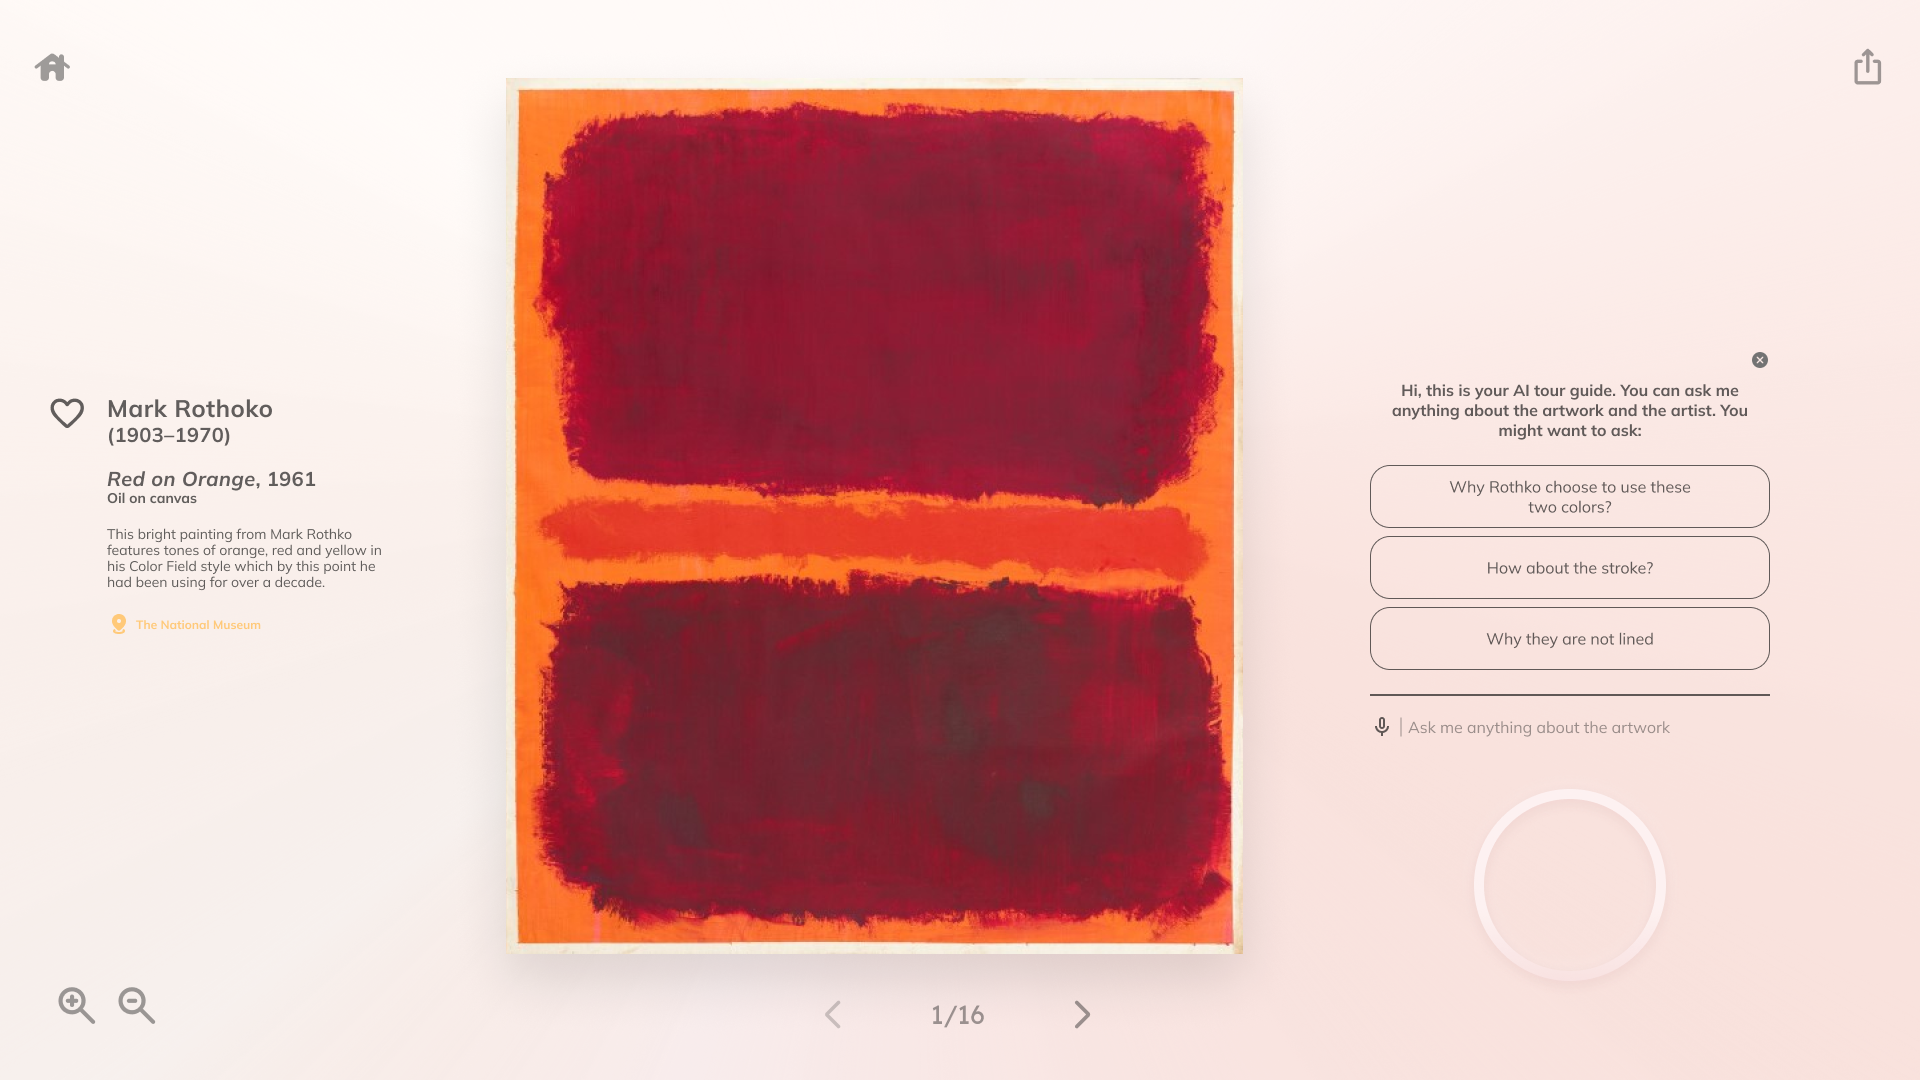 Mark Rothoko
(1903–1970)
Red on Orange, 1961
Oil on canvas
This bright painting from Mark Rothko
features tones of orange, red and yellow in
his Color Field style which by this point he
had been using for over a decade.
The National Museum
1/16
Hi, this is your AI tour guide. You can ask me
anything about the artwork and the artist. You
might want to ask:
Why Rothko choose to use these
two colors?
How about the stroke?
Why they are not lined
Ask me anything about the artwork